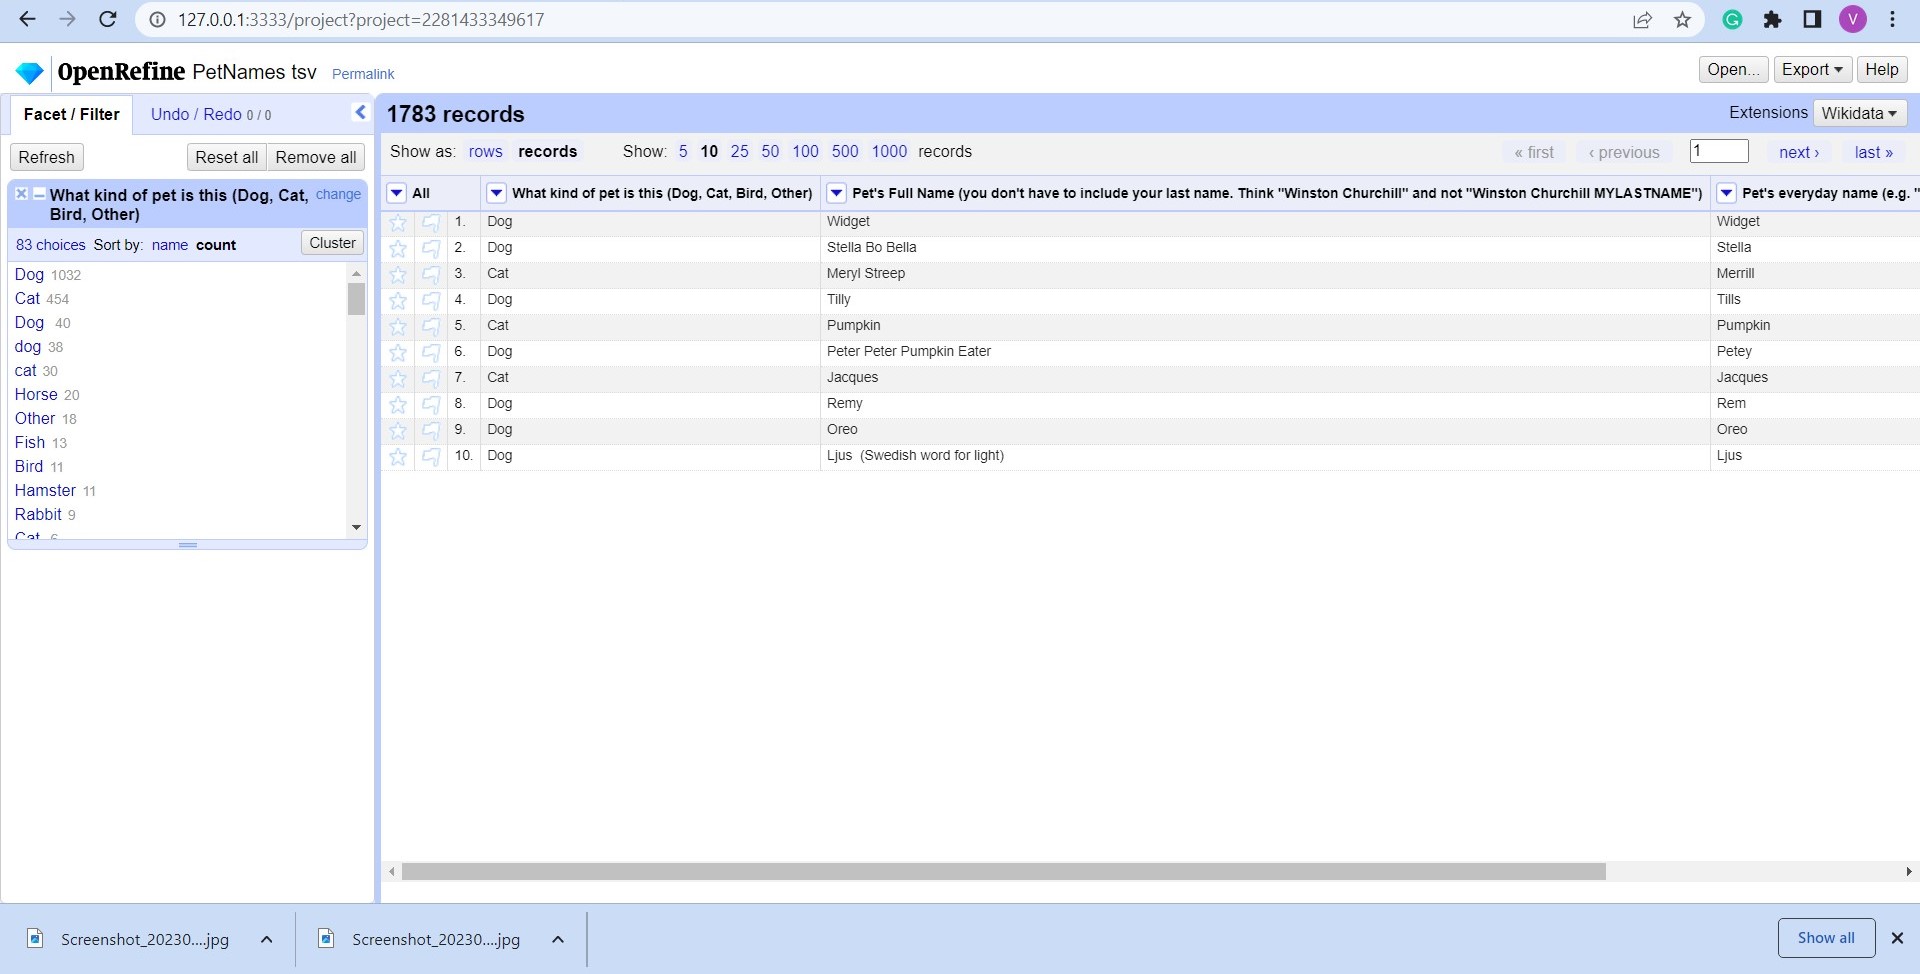 127.0.0.1:3333/project?project=2281433349617
V
OpenRefine PetNames tsv Permalink
Open... Export Help
Facet / Filter Undo / Redo 0 / 0
1783 records
Extensions Wikidata
Refresh Reset all Remove all
Show as: rows records Show: 5 10 25 50 100 500 1000 records
« first ‹ previous 1 next › last »
What kind of pet is this (Dog, Cat, Bird, Other) change
83 choices Sort by: name count Cluster
Dog 1032
Cat 454
Dog 40
dog 38
cat 30
Horse 20
Other 18
Fish 13
Bird 11
Hamster 11
Rabbit 9
Cat 6
All What kind of pet is this (Dog, Cat, Bird, Other) Pet's Full Name (you don't have to include your last name. Think "Winston Churchill" and not "Winston Churchill MYLASTNAME") Pet's everyday name (e.g. "
1. Dog Widget Widget
2. Dog Stella Bo Bella Stella
3. Cat Meryl Streep Merrill
4. Dog Tilly Tills
5. Cat Pumpkin Pumpkin
6. Dog Peter Peter Pumpkin Eater Petey
7. Cat Jacques Jacques
8. Dog Remy Rem
9. Dog Oreo Oreo
10. Dog Ljus (Swedish word for light) Ljus
Screenshot_20230....jpg Screenshot_20230....jpg Show all